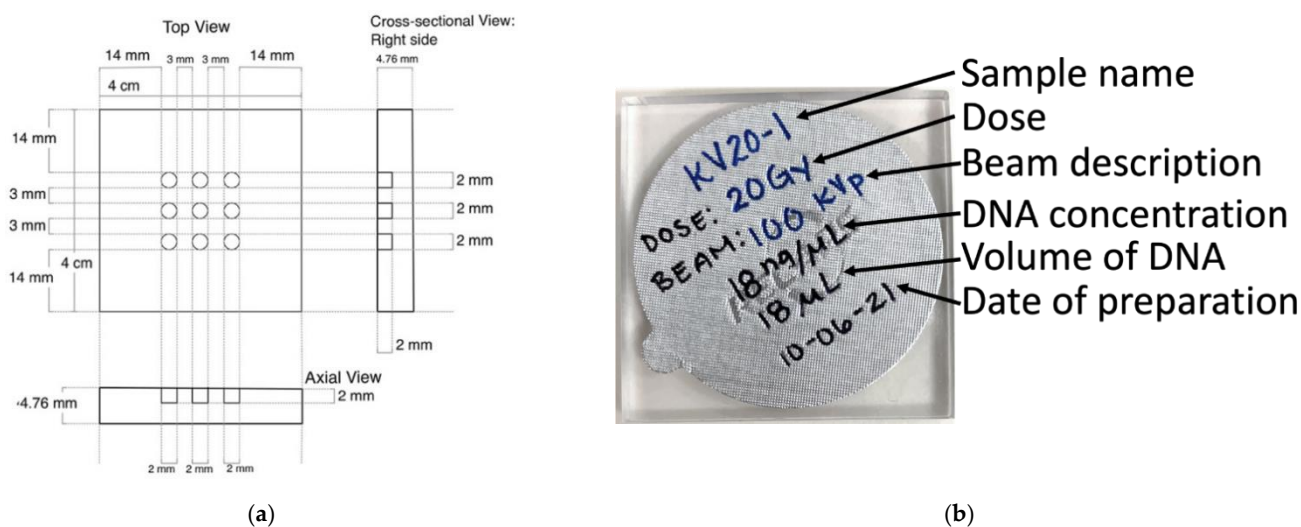 Top View
14 mm 3 mm 3 mm 14 mm
4 cm
14 mm
3 mm
3 mm
14 mm
4 cm
Cross-sectional View:
Right side
4.76 mm
2 mm
2 mm
2 mm
2 mm
Axial View
4.76 mm
2 mm
2 mm 2 mm 2 mm
(a)
KV20-1
DOSE: 20GY
BEAM: 100 KVP
18 ng/μL
18 μL
10-06-21
Sample name
Dose
Beam description
DNA concentration
Volume of DNA
Date of preparation
(b)